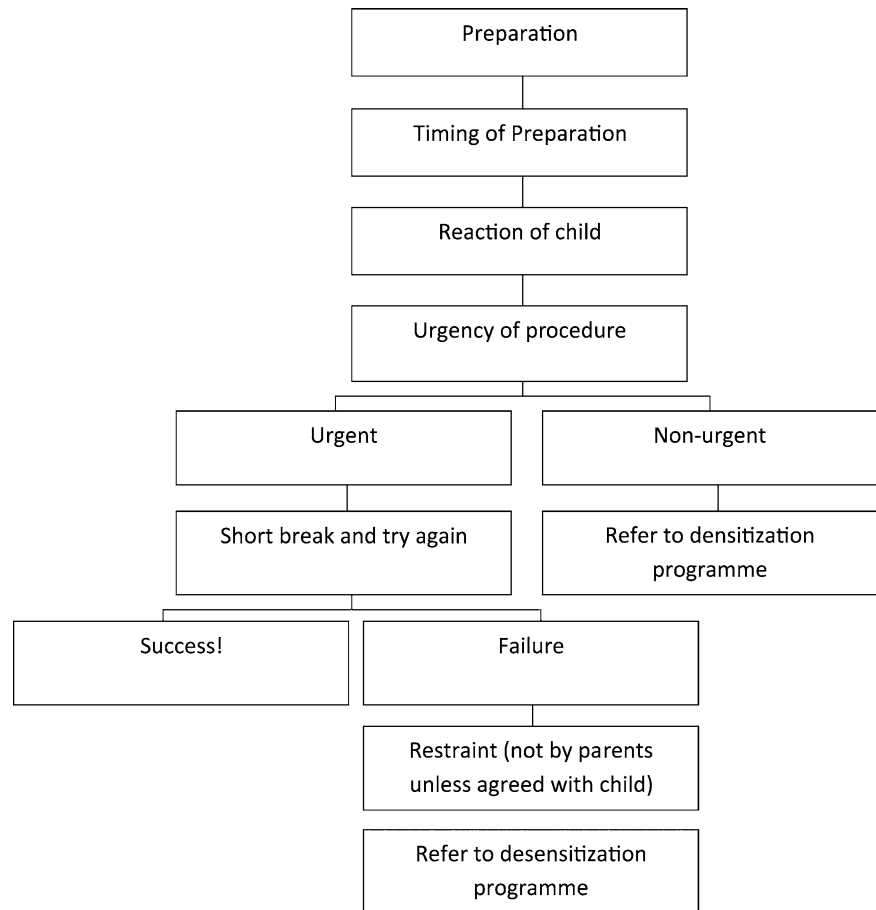 Preparation
Timing of Preparation
Reaction of child
Urgency of procedure
Urgent
Non-urgent
Short break and try again
Refer to densitization
programme
Success!
Failure
Restraint (not by parents
unless agreed with child)
Refer to desensitization
programme